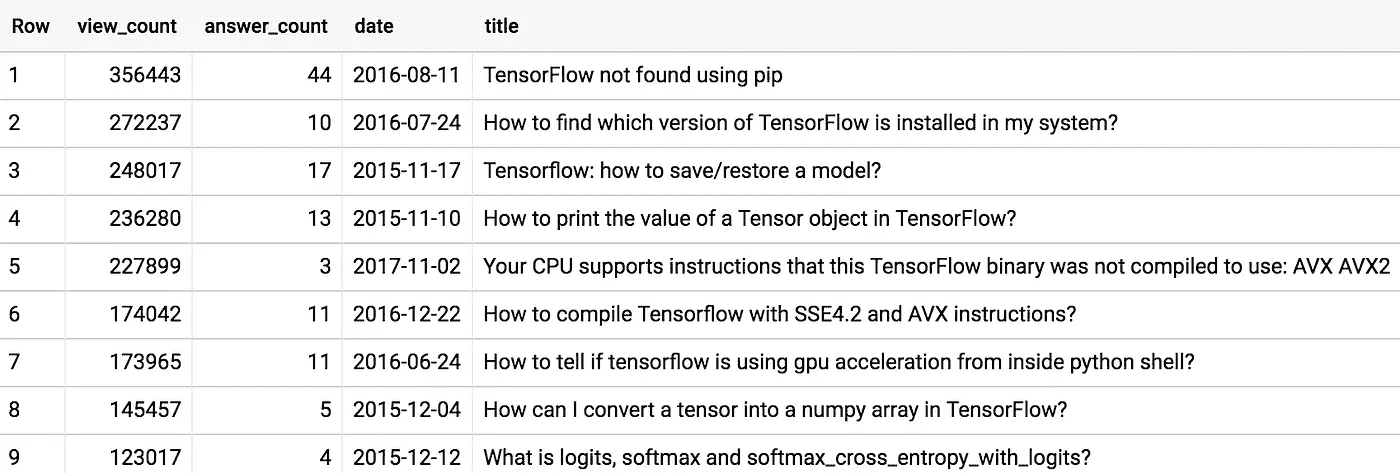 Row view_count answer_count date title
1 356443 44 2016-08-11 TensorFlow not found using pip
2 272237 10 2016-07-24 How to find which version of TensorFlow is installed in my system?
3 248017 17 2015-11-17 Tensorflow: how to save/restore a model?
4 236280 13 2015-11-10 How to print the value of a Tensor object in TensorFlow?
5 227899 3 2017-11-02 Your CPU supports instructions that this TensorFlow binary was not compiled to use: AVX AVX2
6 174042 11 2016-12-22 How to compile Tensorflow with SSE4.2 and AVX instructions?
7 173965 11 2016-06-24 How to tell if tensorflow is using gpu acceleration from inside python shell?
8 145457 5 2015-12-04 How can I convert a tensor into a numpy array in TensorFlow?
9 123017 4 2015-12-12 What is logits, softmax and softmax_cross_entropy_with_logits?